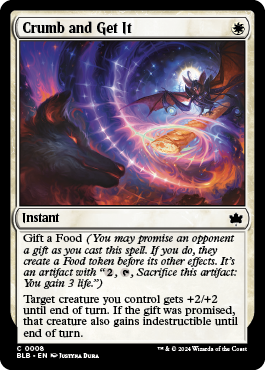 Crumb and Get It
Instant
Gift a Food (You may promise an opponent
a gift as you cast this spell. If you do, they
create a Food token before its other effects. It's
an artifact with "2, T, Sacrifice this artifact:
You gain 3 life.")
Target creature you control gets +2/+2
until end of turn. If the gift was promised,
that creature also gains indestructible until
end of turn.
C 0008
BLB • EN Justyna Dura
™ & © 2024 Wizards of the Coast